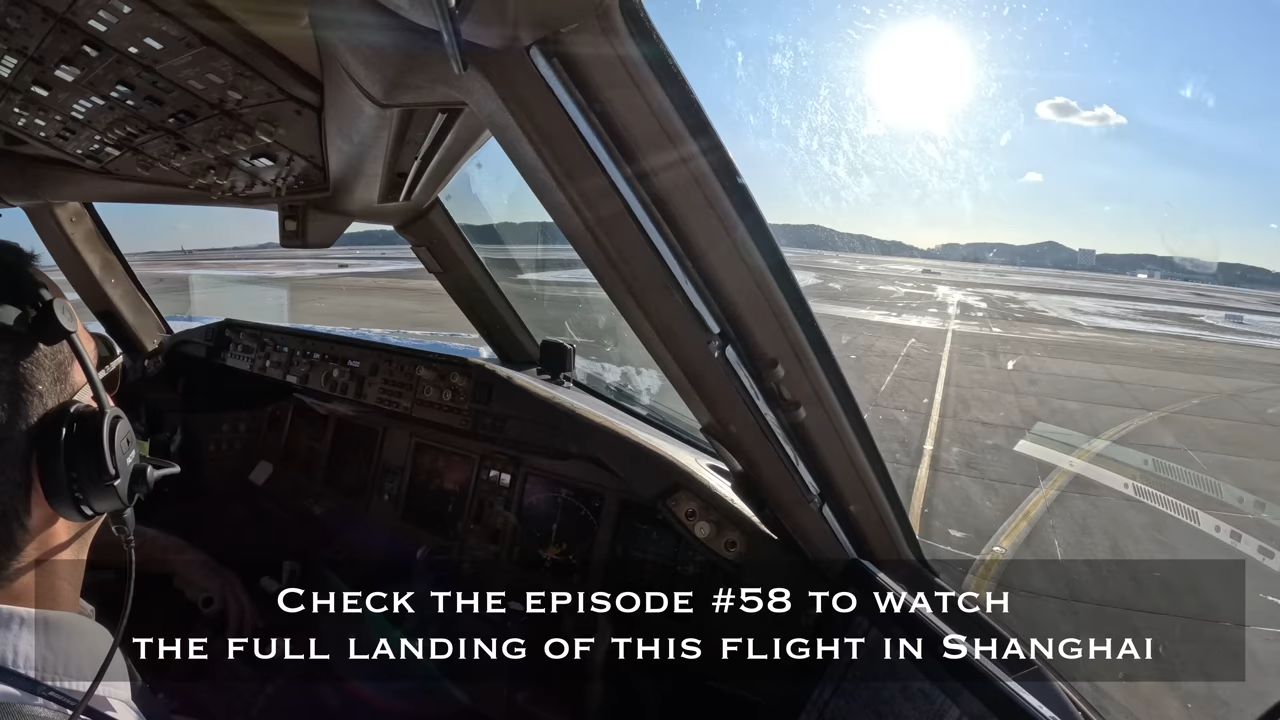 Check the episode #58 to watch
the full landing of this flight in Shanghai